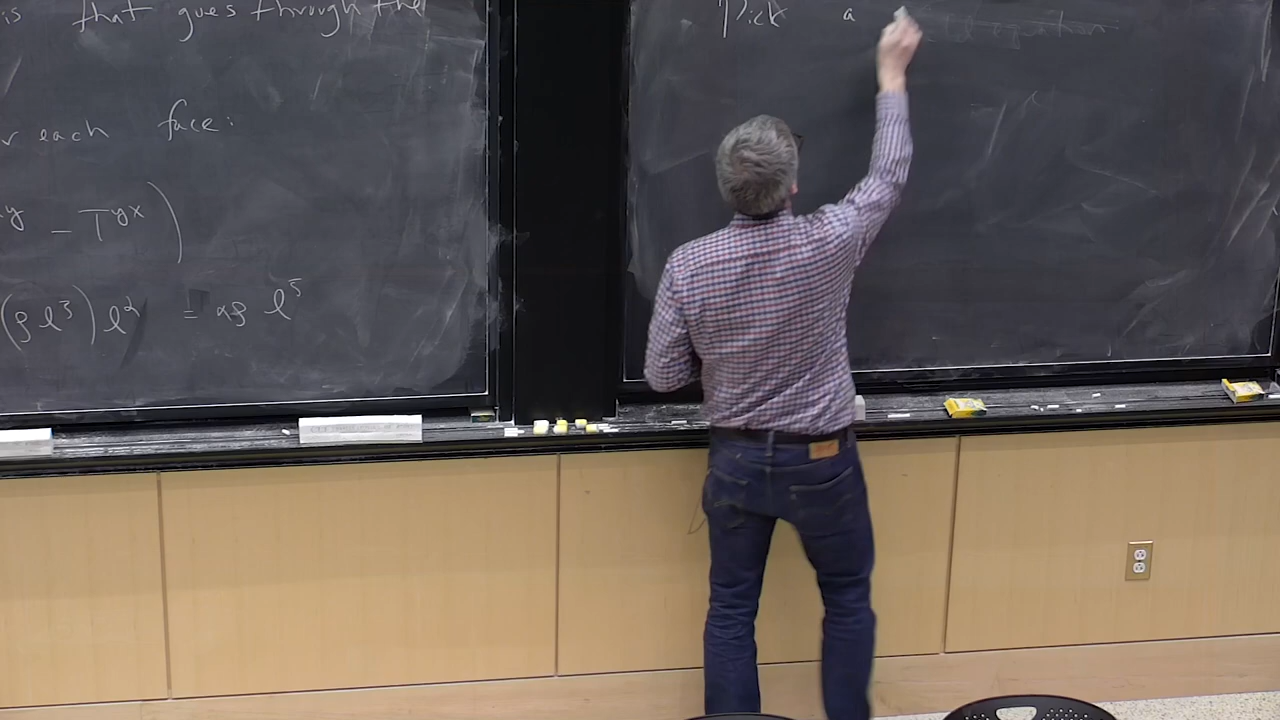 is that goes through the
r each face:
y - T^{yx})
(ρl³)l² = αρ l⁵
Pick a